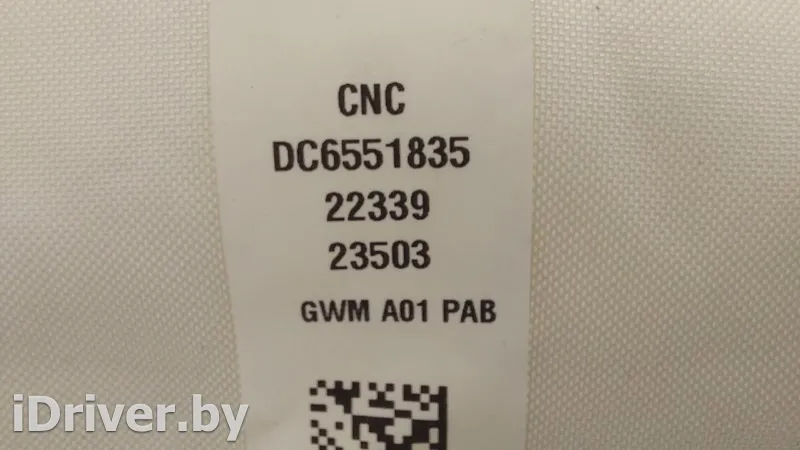 CNC
DC6551835
22339
23503
GWM A01 PAB
iDriver.by